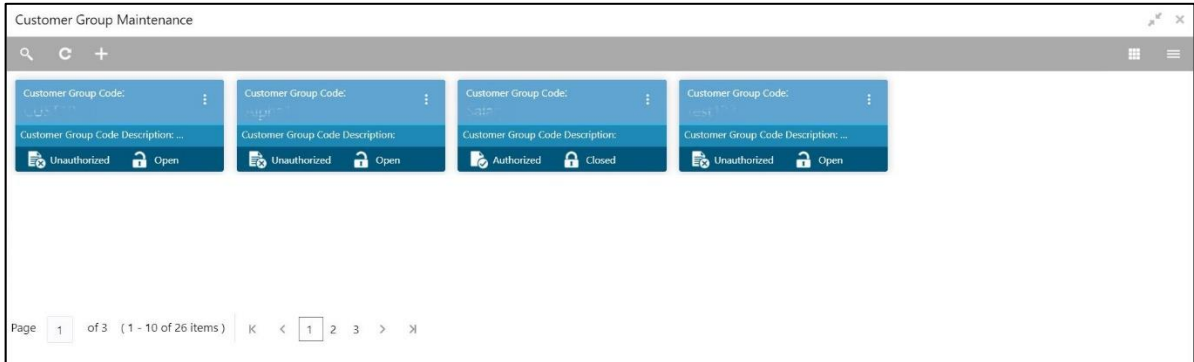 Customer Group Maintenance
Customer Group Code:
Customer Group Code Description: ...
Unauthorized Open
Customer Group Code:
Customer Group Code Description:
Unauthorized Open
Customer Group Code:
Customer Group Code Description:
Authorized Closed
Customer Group Code:
Customer Group Code Description: ...
Unauthorized Open
Page 1 of 3 ( 1 - 10 of 26 items ) 1 2 3